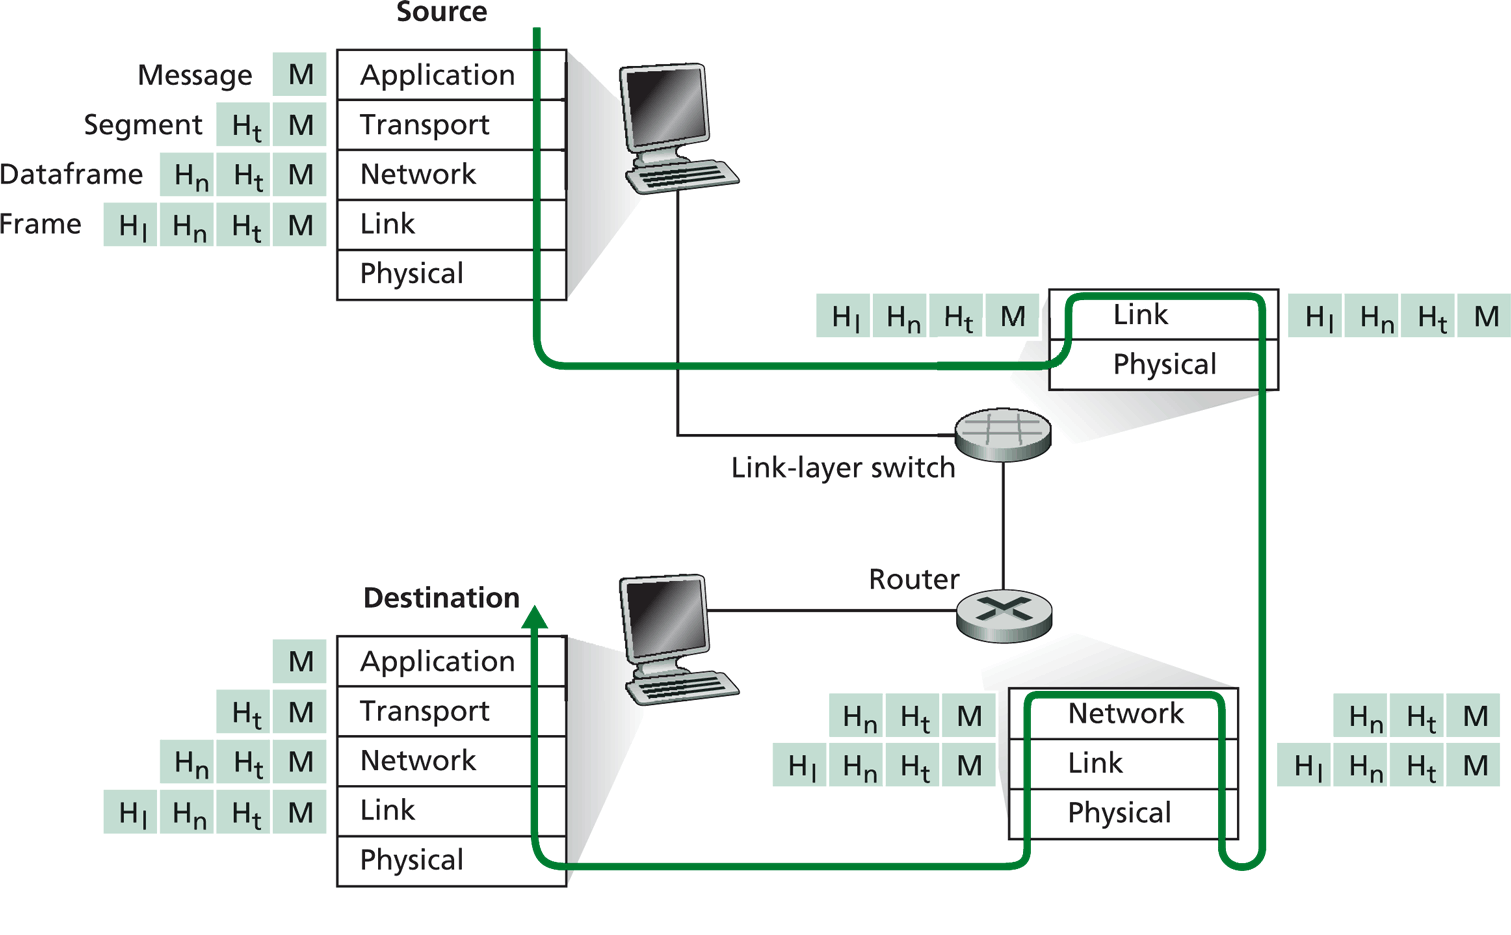 Source
Message M Application
Segment Ht M Transport
Dataframe Hn Ht M Network
Frame Hl Hn Ht M Link
Physical
Hl Hn Ht M Link Hl Hn Ht M
Physical
Link-layer switch
Router
Destination
M Application
Ht M Transport
Hn Ht M Network
Hl Hn Ht M Link
Physical
Hn Ht M Network Hn Ht M
Hl Hn Ht M Link Hl Hn Ht M
Physical